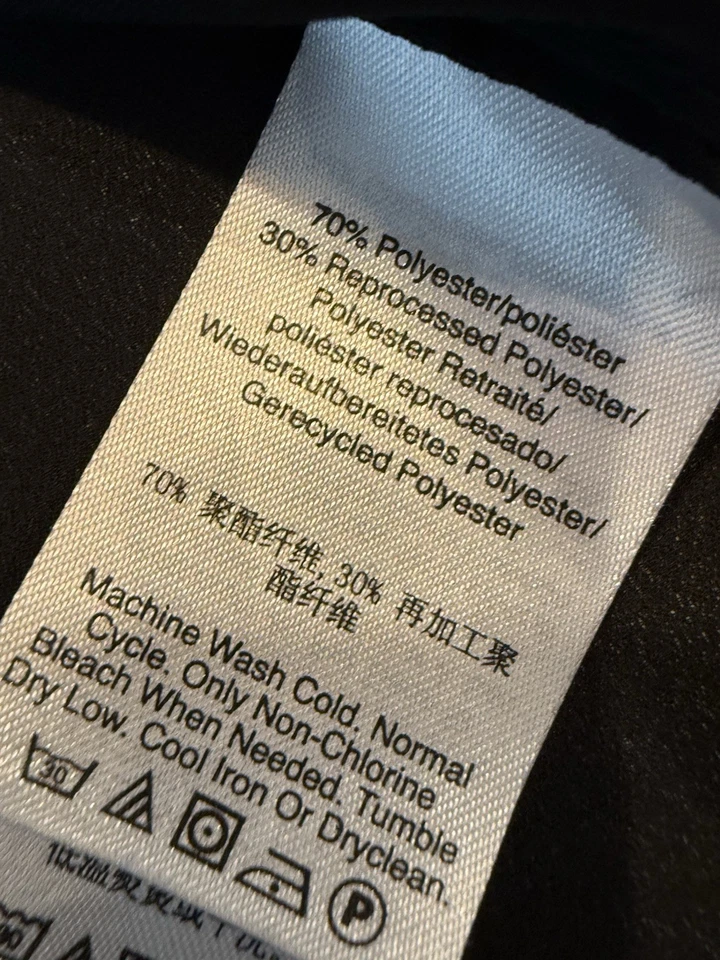 70% Polyester/poliéster
30% Reprocessed Polyester/
Polyester Retraité/
poliéster reprocesado/
Wiederaufbereitetes Polyester/
Gerecycled Polyester
70% 聚酯纤维, 30% 再加工聚
酯纤维
Machine Wash Cold. Normal
Cycle. Only Non-Chlorine
Bleach When Needed. Tumble
Dry Low. Cool Iron Or Dryclean.
30
P